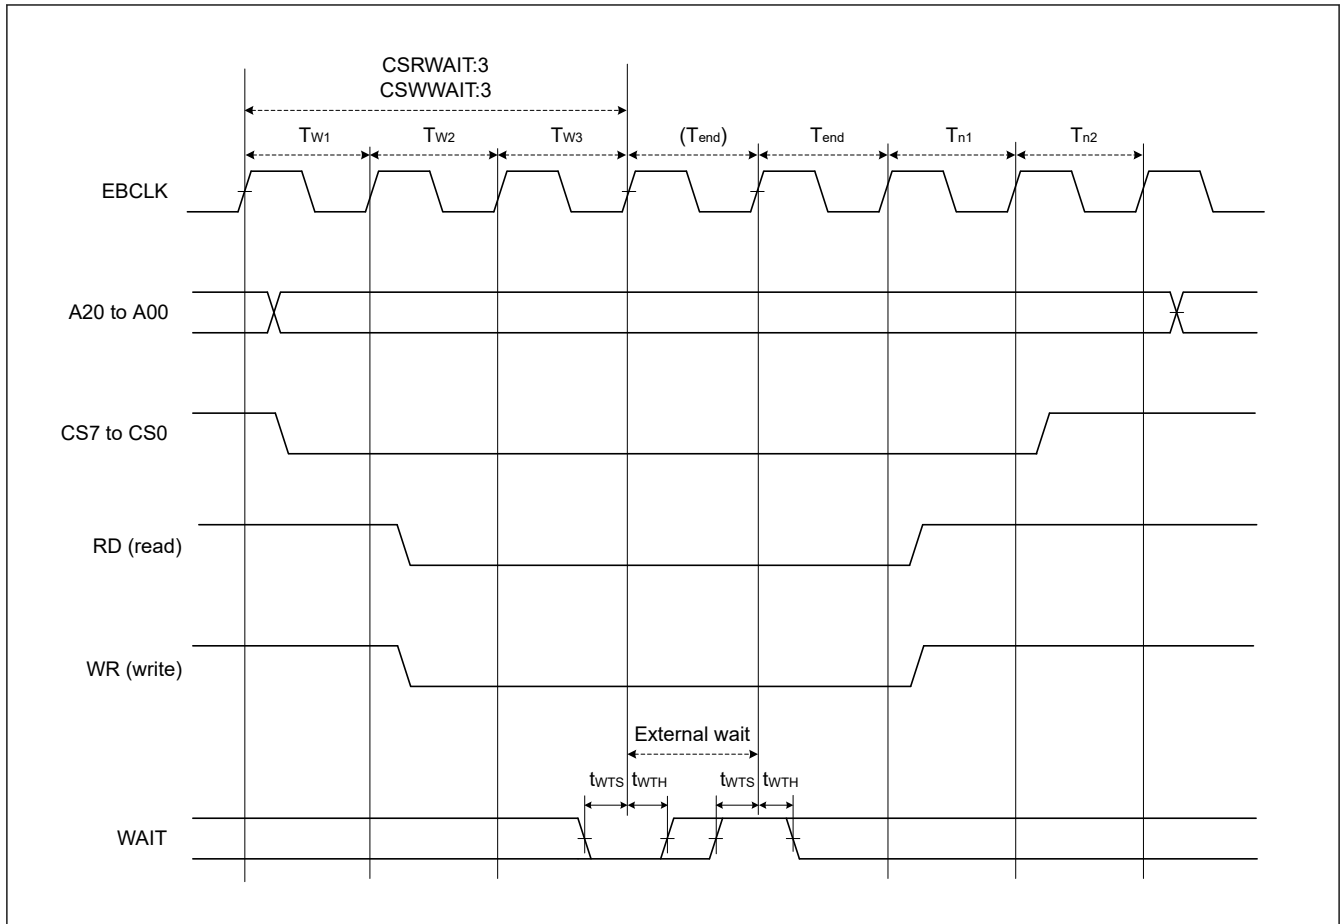 CSRWAIT:3
CSWWAIT:3
TW1 TW2 TW3 (Tend) Tend Tn1 Tn2
EBCLK
A20 to A00
CS7 to CS0
RD (read)
WR (write)
External wait
tWTS tWTH tWTS tWTH
WAIT